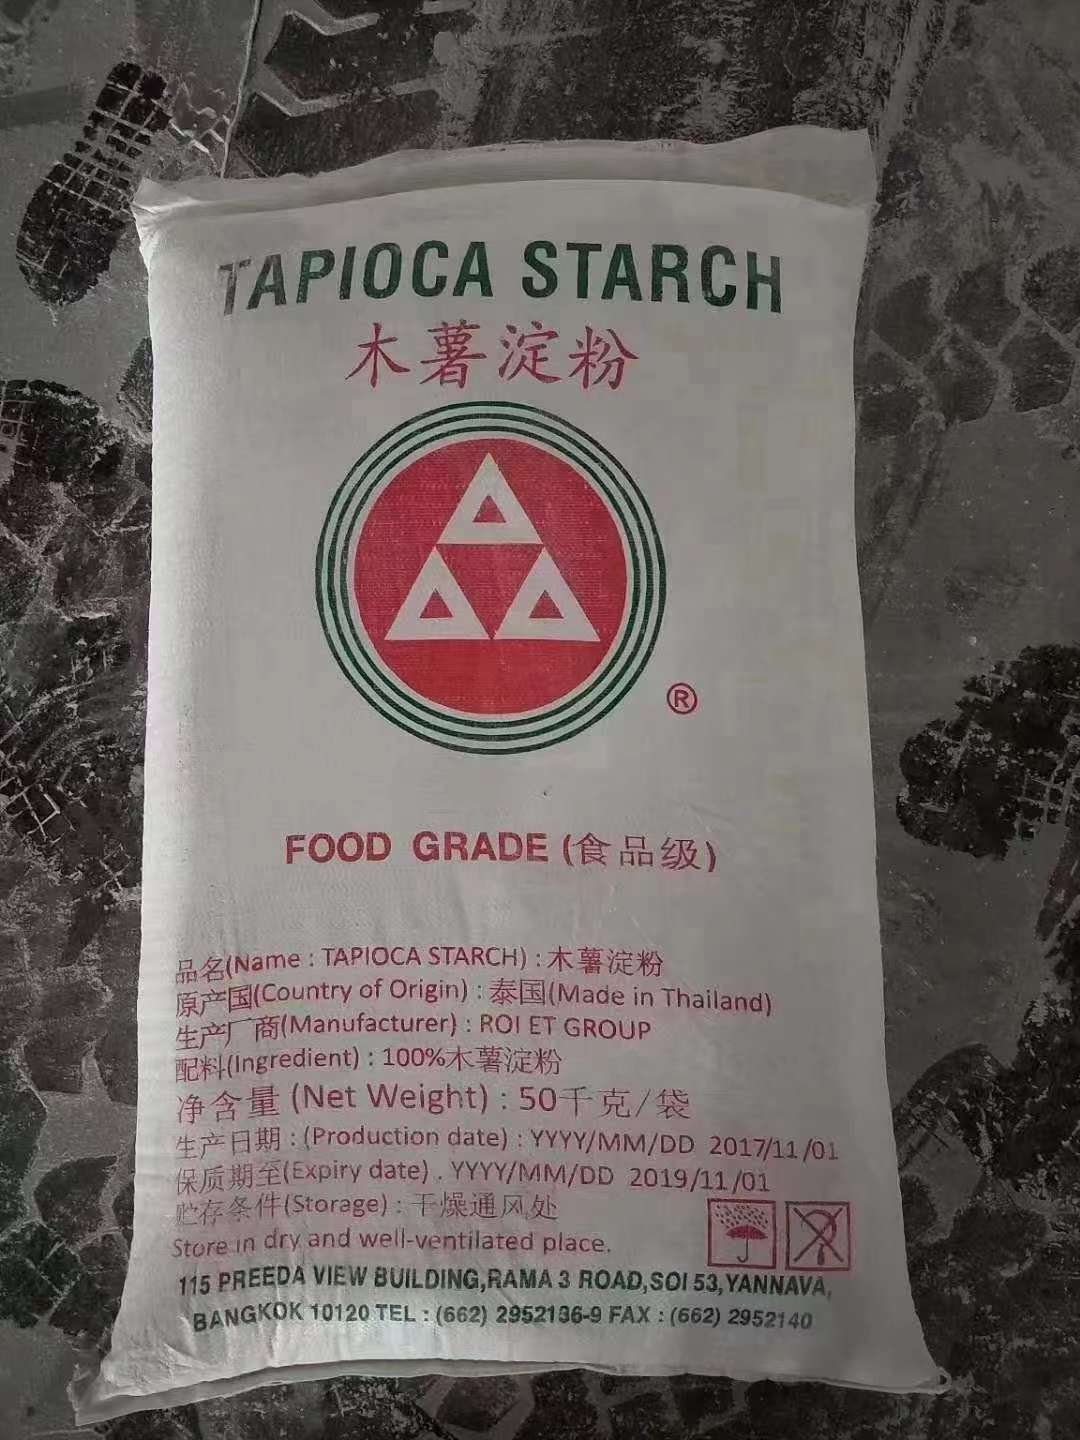 TAPIOCA STARCH
木薯淀粉
®
FOOD GRADE (食品级)
品名(Name : TAPIOCA STARCH) : 木薯淀粉
原产国(Country of Origin) : 泰国(Made in Thailand)
生产厂商(Manufacturer) : ROI ET GROUP
配料(Ingredient) : 100%木薯淀粉
净含量 (Net Weight) : 50千克/袋
生产日期 : (Production date) : YYYY/MM/DD 2017/11/01
保质期至(Expiry date) . YYYY/MM/DD 2019/11/01
贮存条件(Storage) : 干燥通风处
Store in dry and well-ventilated place.
115 PREEDA VIEW BUILDING,RAMA 3 ROAD,SOI 53,YANNAVA,
BANGKOK 10120 TEL : (662) 2952136-9 FAX : (662) 2952140